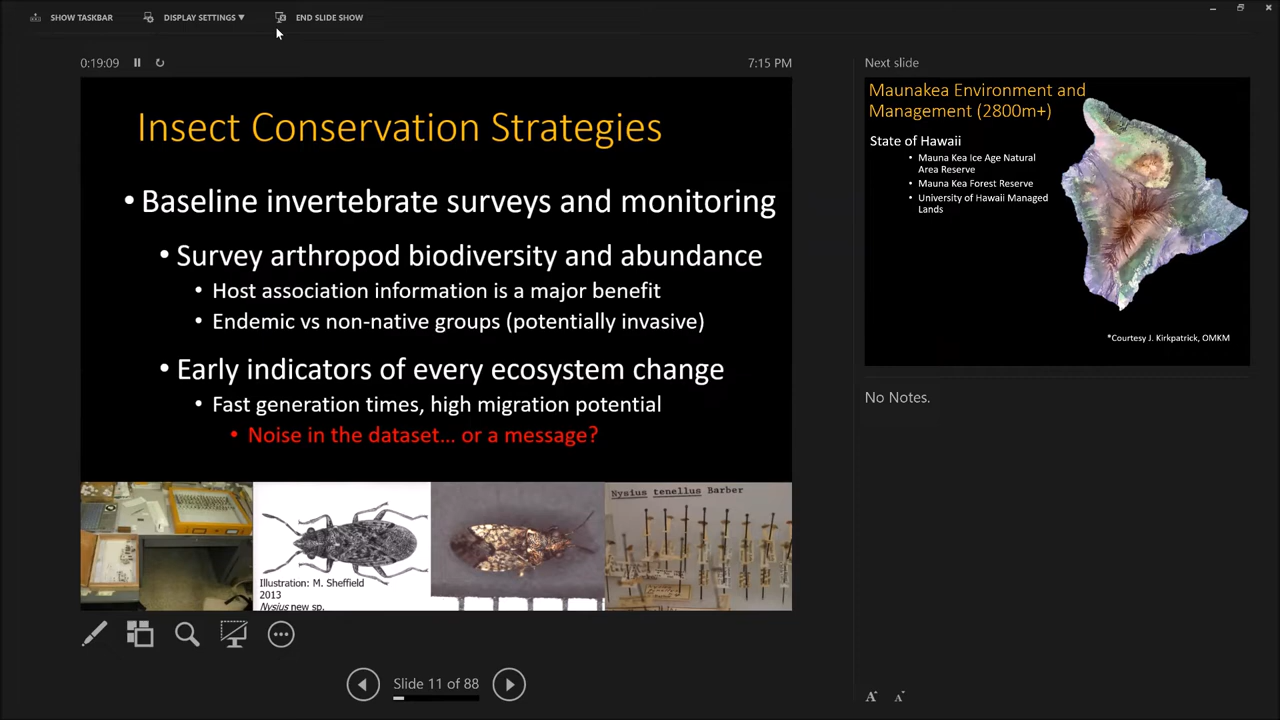 SHOW TASKBAR
DISPLAY SETTINGS ▼
END SLIDE SHOW
0:19:09
7:15 PM
Insect Conservation Strategies
• Baseline invertebrate surveys and monitoring
• Survey arthropod biodiversity and abundance
• Host association information is a major benefit
• Endemic vs non-native groups (potentially invasive)
• Early indicators of every ecosystem change
• Fast generation times, high migration potential
• Noise in the dataset... or a message?
Illustration: M. Sheffield
2013
Nysius new sp.
Nysius tenellus Barber
Slide 11 of 88
Next slide
Maunakea Environment and
Management (2800m+)
State of Hawaii
• Mauna Kea Ice Age Natural
Area Reserve
• Mauna Kea Forest Reserve
• University of Hawaii Managed
Lands
*Courtesy J. Kirkpatrick, OMKM
No Notes.
A
A